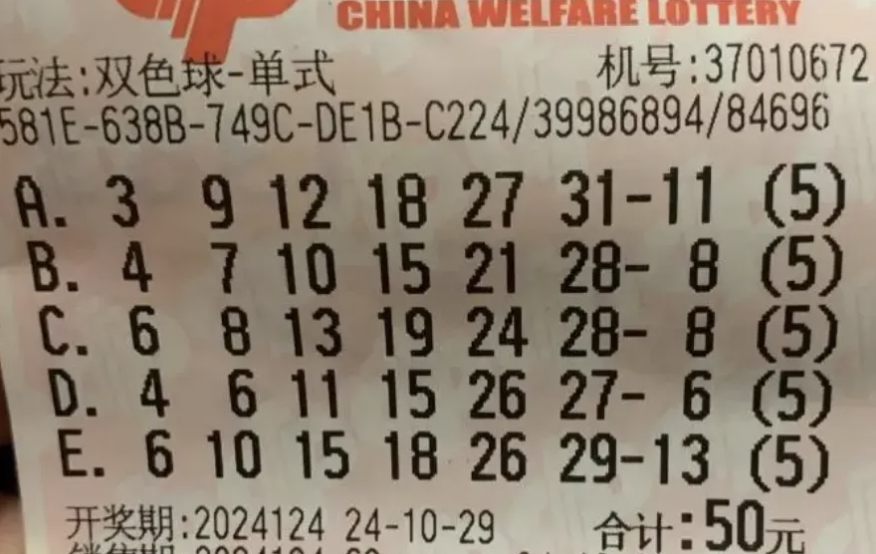 CHINA WELFARE LOTTERY
玩法:双色球-单式 机号:37010672
581E-638B-749C-DE1B-C224/39986894/84696
A. 3 9 12 18 27 31-11 (5)
B. 4 7 10 15 21 28- 8 (5)
C. 6 8 13 19 24 28- 8 (5)
D. 4 6 11 15 26 27- 6 (5)
E. 6 10 15 18 26 29-13 (5)
开奖期:2024124 24-10-29 合计:50元